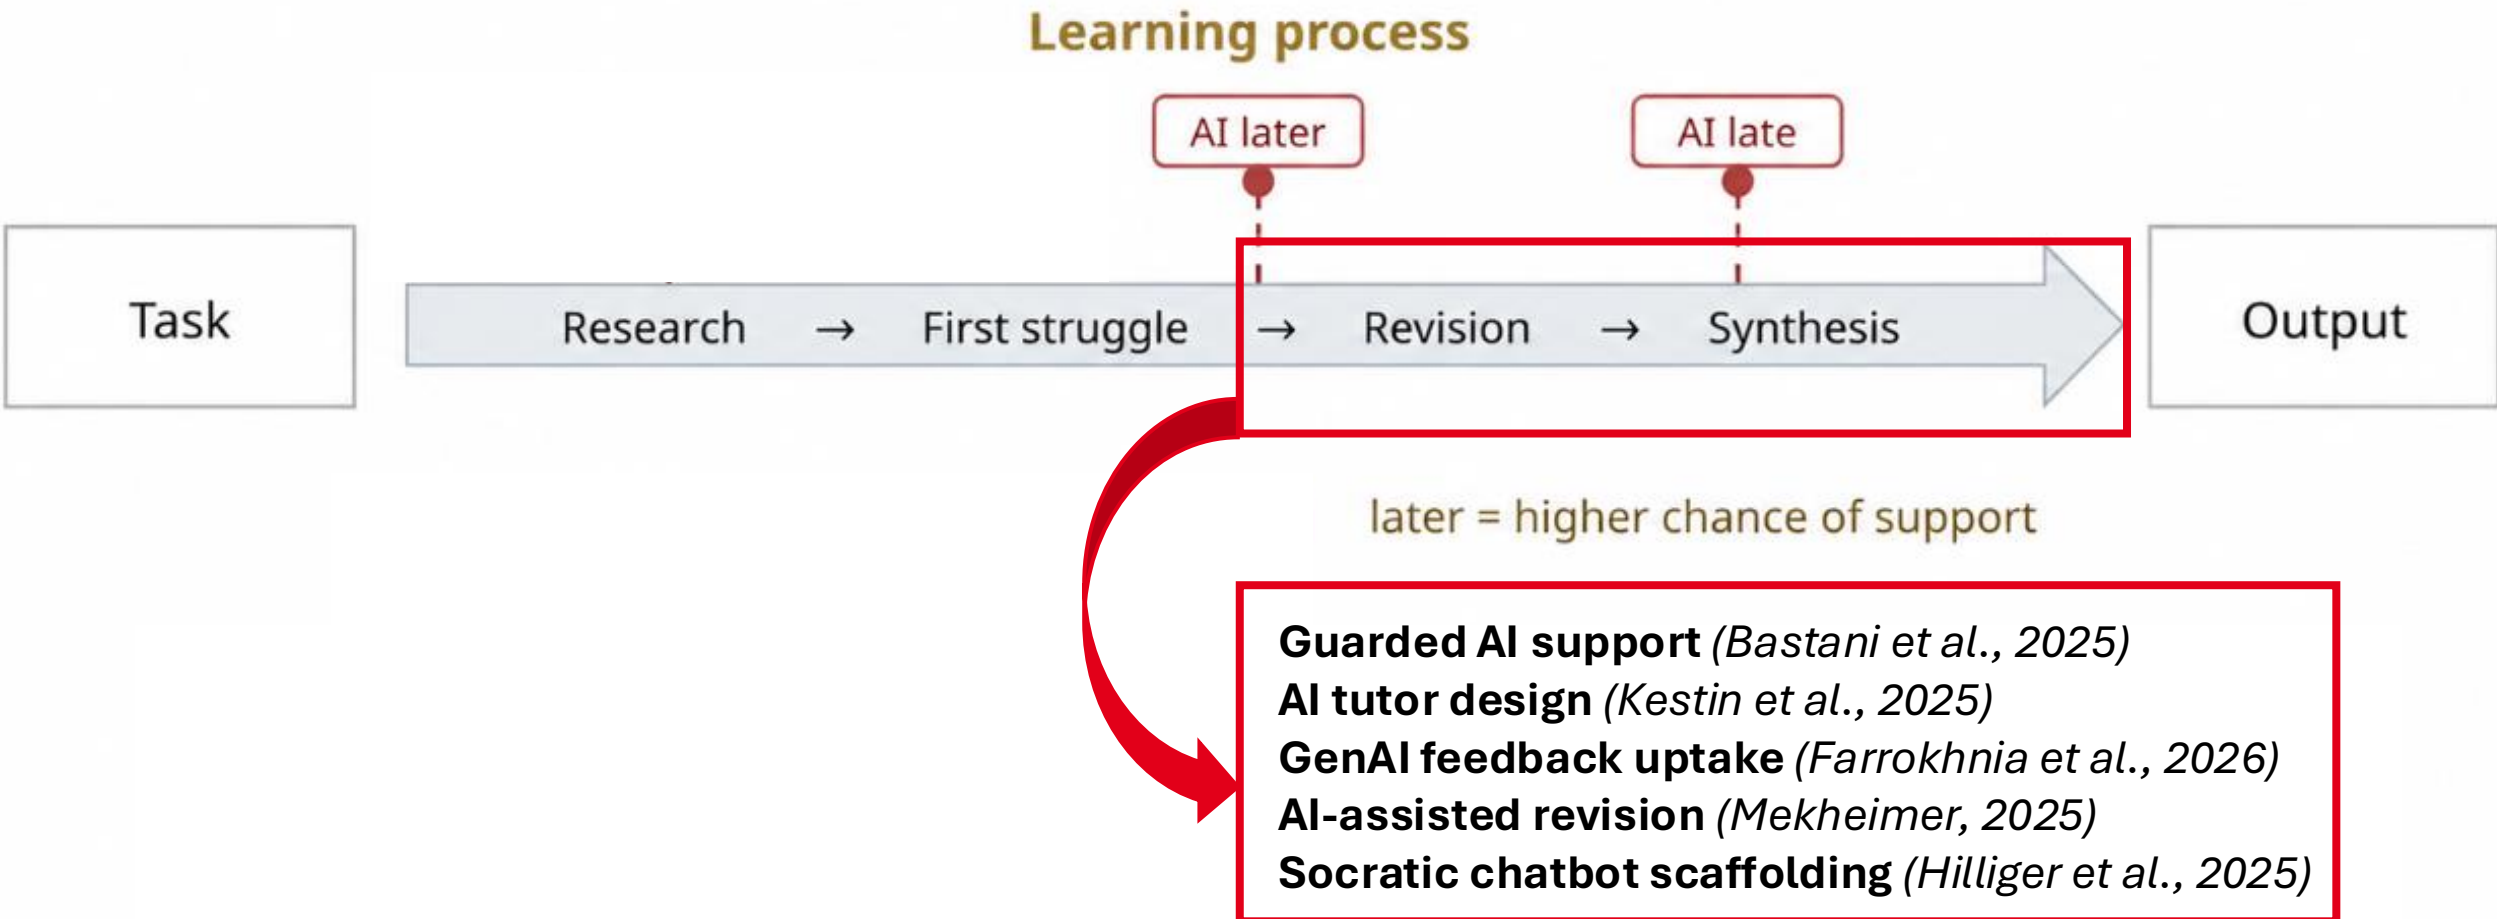 Learning process
AI later
AI late
Task
Research → First struggle → Revision → Synthesis
Output
later = higher chance of support
Guarded AI support (Bastani et al., 2025)
AI tutor design (Kestin et al., 2025)
GenAI feedback uptake (Farrokhnia et al., 2026)
AI-assisted revision (Mekheimer, 2025)
Socratic chatbot scaffolding (Hilliger et al., 2025)